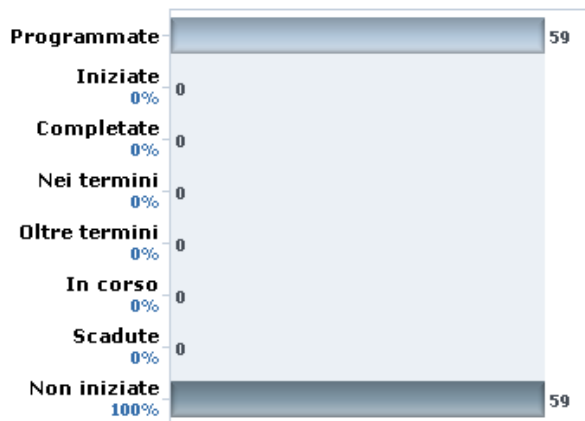 Programmate 59
Iniziate 0
0%
Completate 0
0%
Nei termini 0
0%
Oltre termini 0
0%
In corso 0
0%
Scadute 0
0%
Non iniziate 59
100%